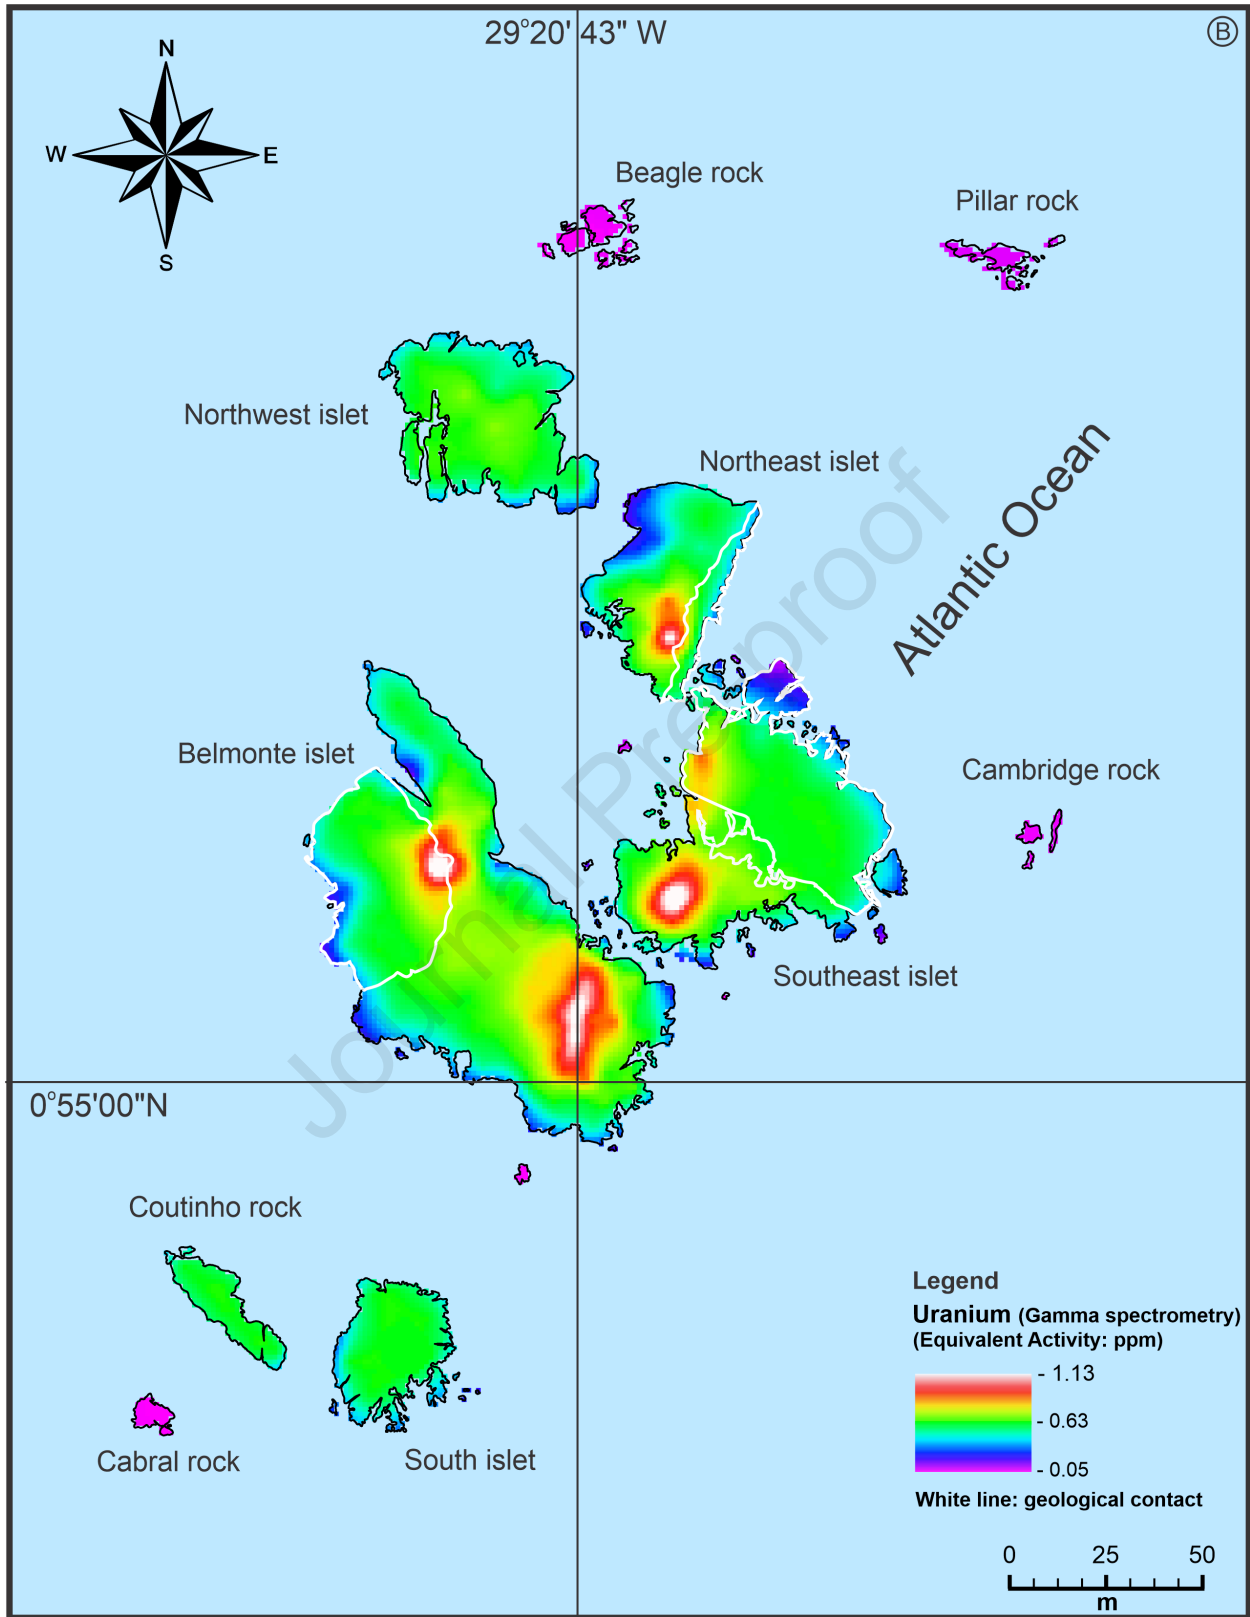 29°20' 43" W
B
N
W
E
S
Beagle rock
Pillar rock
Northwest islet
Northeast islet
Atlantic Ocean
Belmonte islet
Cambridge rock
Southeast islet
Journal Pre-proof
0°55'00"N
Coutinho rock
Cabral rock
South islet
Legend
Uranium (Gamma spectrometry)
(Equivalent Activity: ppm)
- 1.13
- 0.63
- 0.05
White line: geological contact
0 25 50
m